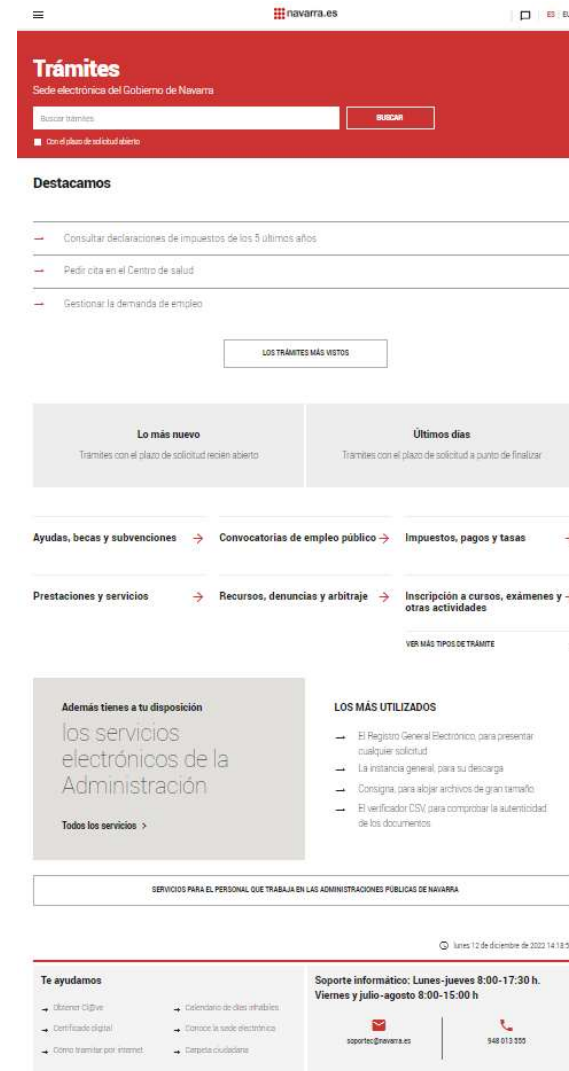 navarra.es
ES
EU
Trámites
Sede electrónica del Gobierno de Navarra
Buscar trámites
BUSCAR
Con el plazo de solicitud abierto
Destacamos
Consultar declaraciones de impuestos de los 5 últimos años
Pedir cita en el Centro de salud
Gestionar la demanda de empleo
LOS TRÁMITES MÁS VISTOS
Lo más nuevo
Trámites con el plazo de solicitud recien abierto
Últimos días
Trámites con el plazo de solicitud a punto de finalizar
Ayudas, becas y subvenciones
Convocatorias de empleo público
Impuestos, pagos y tasas
Prestaciones y servicios
Recursos, denuncias y arbitraje
Inscripción a cursos, exámenes y
otras actividades
VER MÁS TIPOS DE TRÁMITE
Además tienes a tu disposición
los servicios
electrónicos de la
Administración
Todos los servicios >
LOS MÁS UTILIZADOS
El Registro General Electrónico, para presentar
cualquier solicitud
La instancia general, para su descarga
Consigna, para alojar archivos de gran tamaño
El verificador CSV, para comprobar la autenticidad
de los documentos
SERVICIOS PARA EL PERSONAL QUE TRABAJA EN LAS ADMINISTRACIONES PÚBLICAS DE NAVARRA
lunes 12 de diciembre de 2022 14:18:5
Te ayudamos
Obtener Cl@ve
Certificado digital
Cómo tramitar por internet
Calendario de días inhábiles
Conoce la sede electrónica
Carpeta ciudadana
Soporte informático: Lunes-jueves 8:00-17:30 h.
Viernes y julio-agosto 8:00-15:00 h
soportec@navarra.es
948 013 555